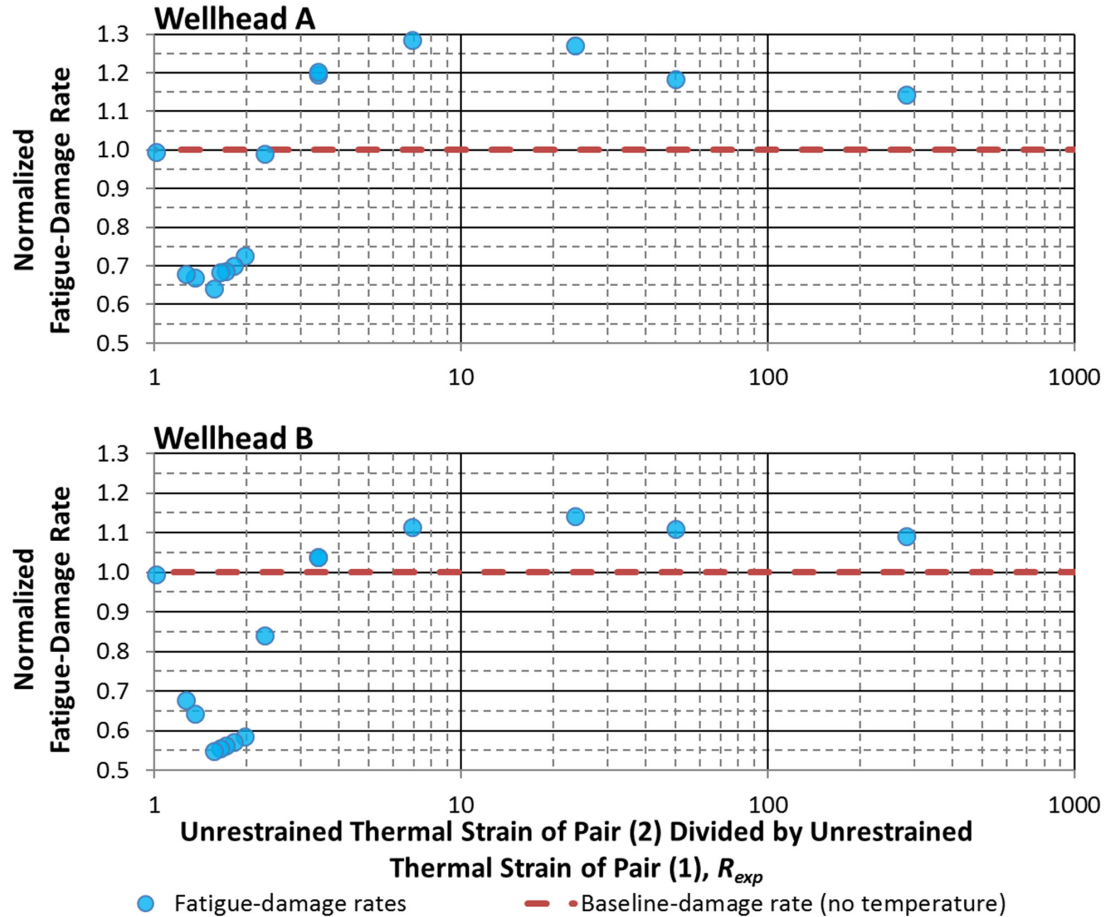 Wellhead A
Normalized
Fatigue-Damage Rate
1.3
1.2
1.1
1.0
0.9
0.8
0.7
0.6
0.5
1 10 100 1000
Wellhead B
Normalized
Fatigue-Damage Rate
1.3
1.2
1.1
1.0
0.9
0.8
0.7
0.6
0.5
1 10 100 1000
Unrestrained Thermal Strain of Pair (2) Divided by Unrestrained
Thermal Strain of Pair (1), Rexp
Fatigue-damage rates Baseline-damage rate (no temperature)